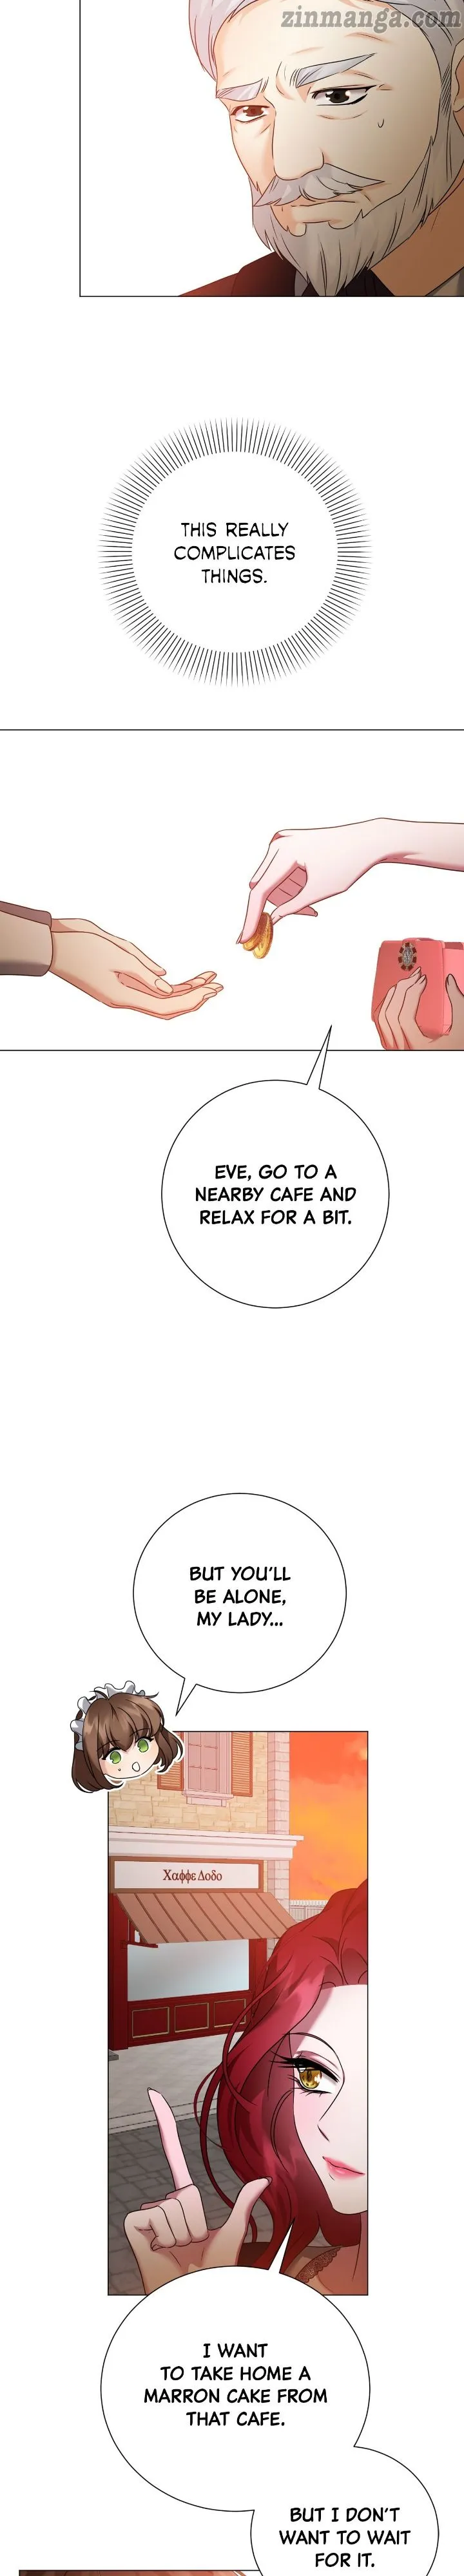 zinmanga.com
THIS REALLY
COMPLICATES
THINGS.
EVE, GO TO A
NEARBY CAFE AND
RELAX FOR A BIT.
BUT YOU'LL
BE ALONE,
MY LADY...
Χαφφε Λοδο
I WANT
TO TAKE HOME A
MARRON CAKE FROM
THAT CAFE.
BUT I DON'T
WANT TO WAIT
FOR IT.